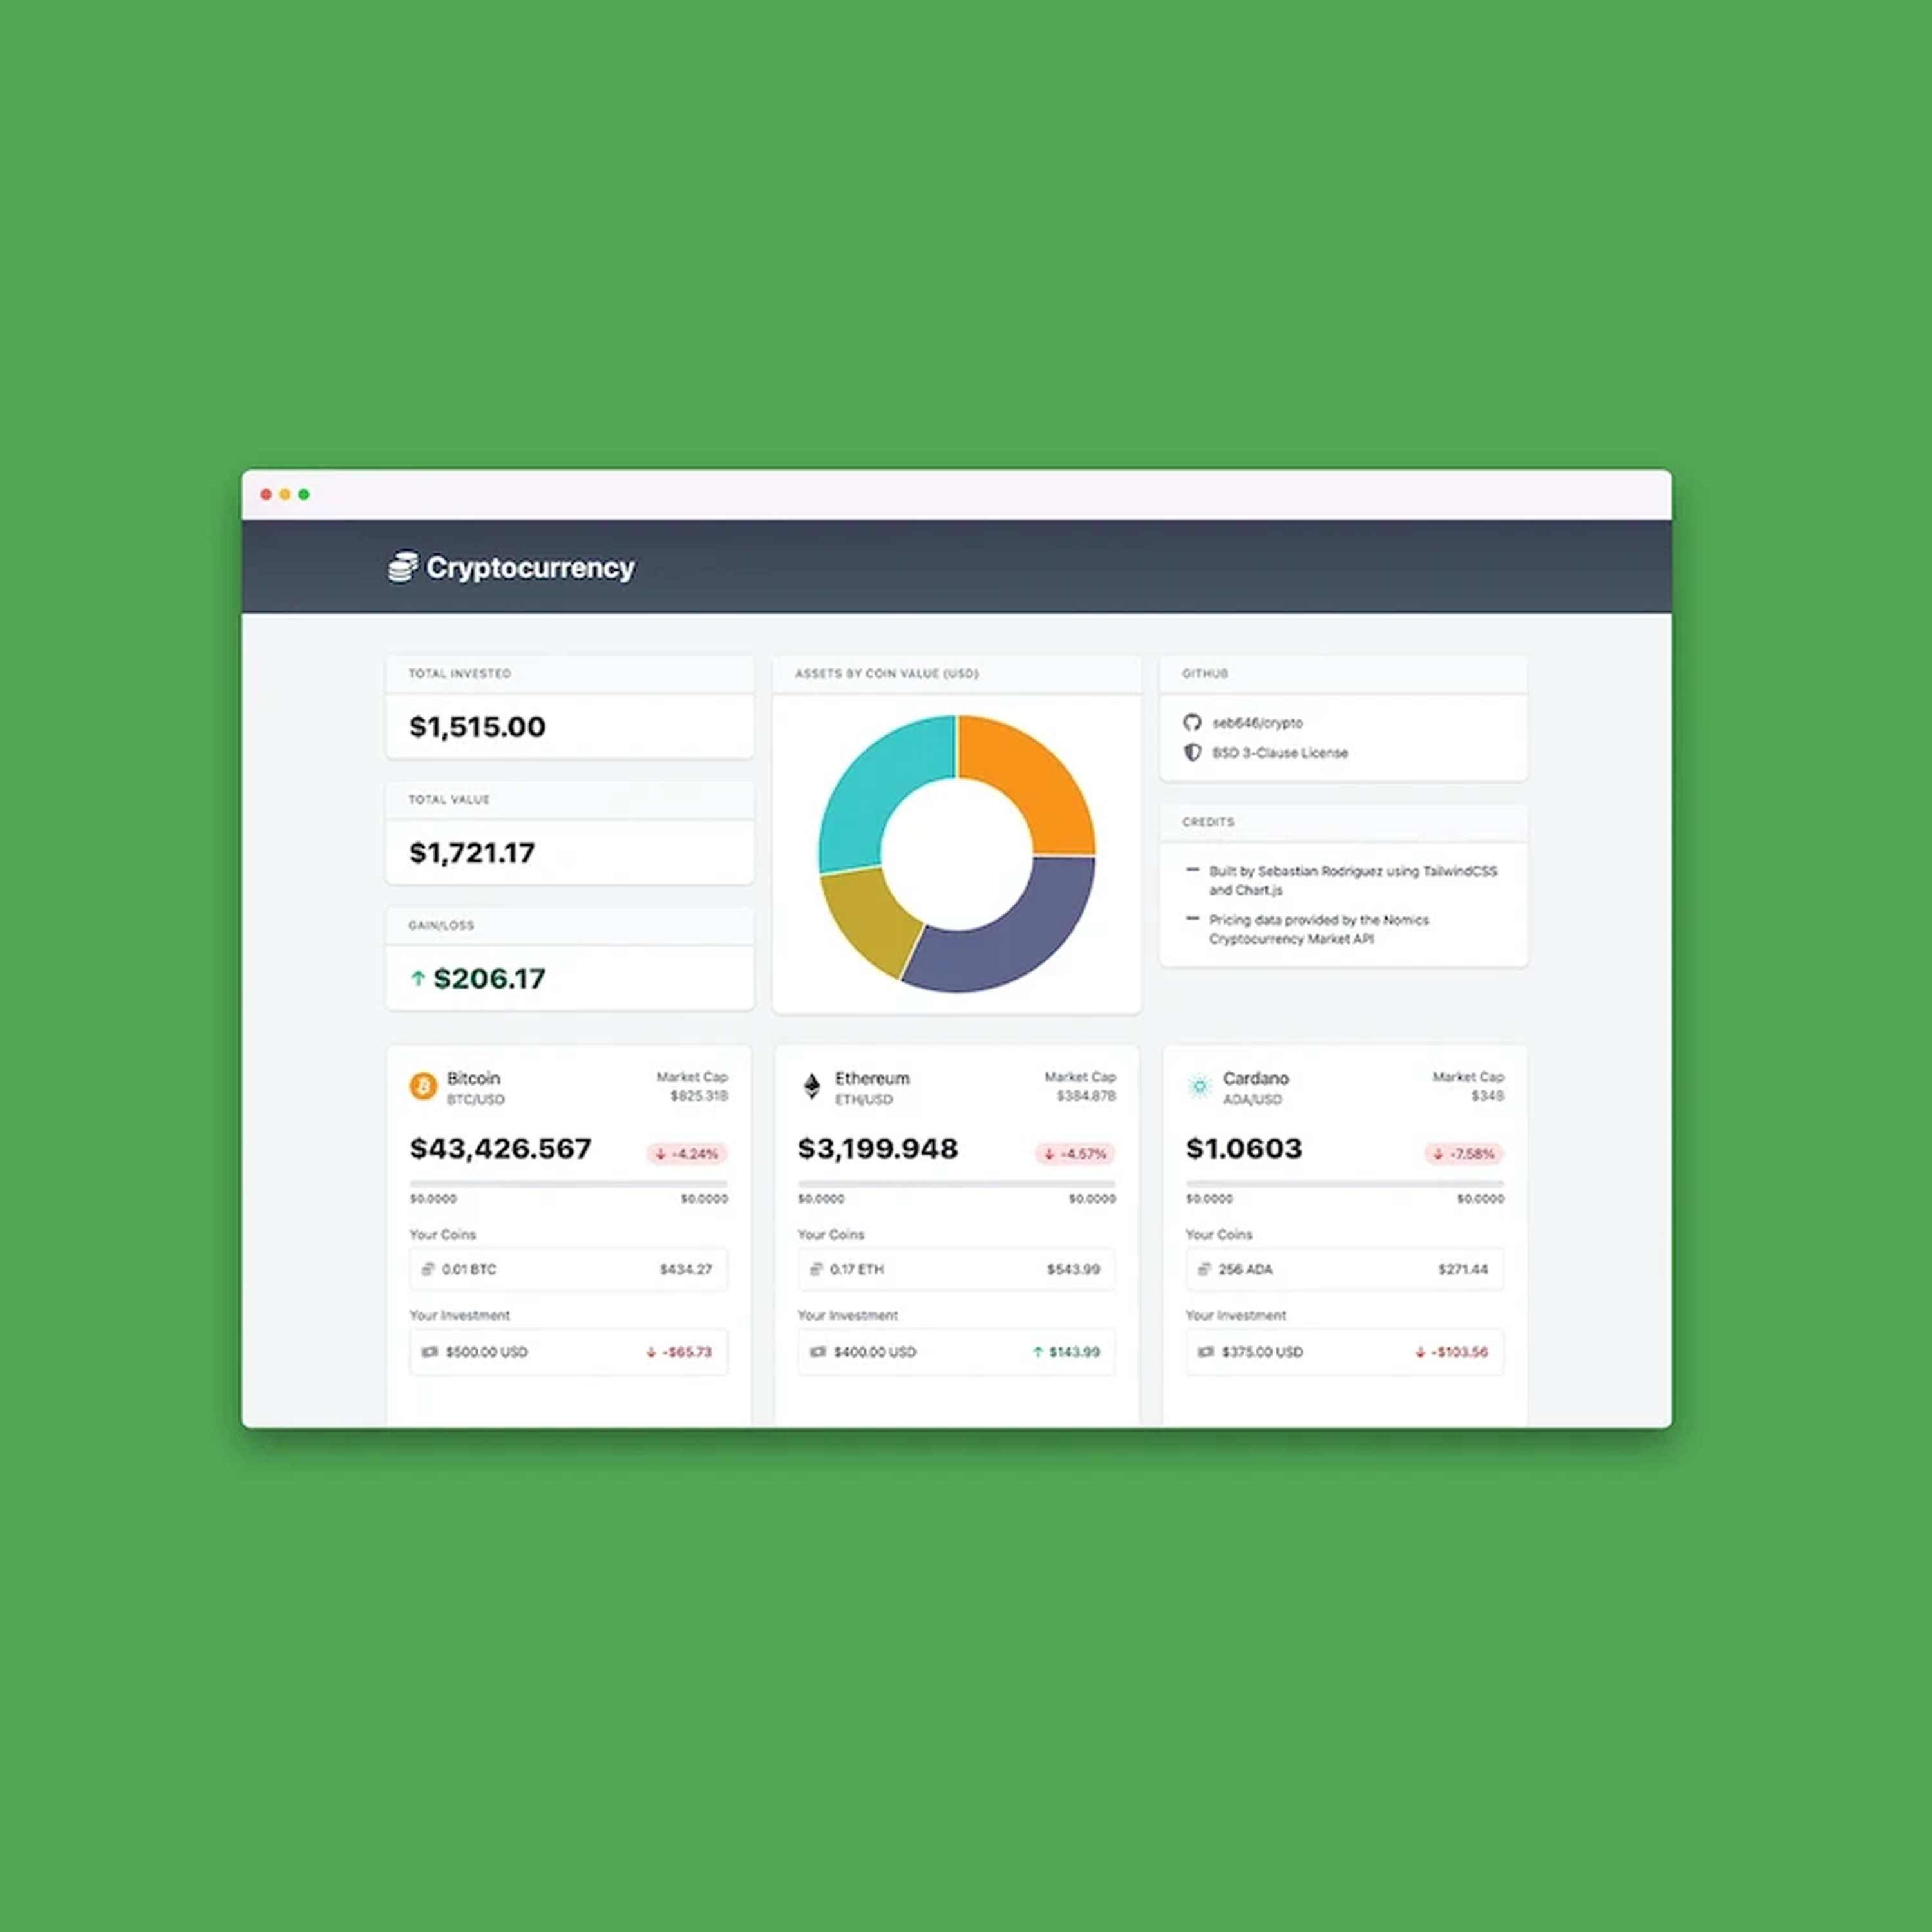 Cryptocurrency
TOTAL INVESTED
$1,515.00
TOTAL VALUE
$1,721.17
GAIN/LOSS
$206.17
ASSETS BY COIN VALUE (USD)
GITHUB
seb646/crypto
BSD 3-Clause License
CREDITS
Built by Sebastian Rodriguez using TailwindCSS
and Chart.js
Pricing data provided by the Nomics
Cryptocurrency Market API
Bitcoin
BTC/USD
Market Cap
$825.31B
$43,426.567
-4.24%
$0.0000 $0.0000
Your Coins
0.01 BTC $434.27
Your Investment
$500.00 USD -$65.73
Ethereum
ETH/USD
Market Cap
$384.87B
$3,199.948
-4.57%
$0.0000 $0.0000
Your Coins
0.17 ETH $543.99
Your Investment
$400.00 USD $143.99
Cardano
ADA/USD
Market Cap
$34B
$1.0603
-7.58%
$0.0000 $0.0000
Your Coins
256 ADA $271.44
Your Investment
$375.00 USD -$103.56